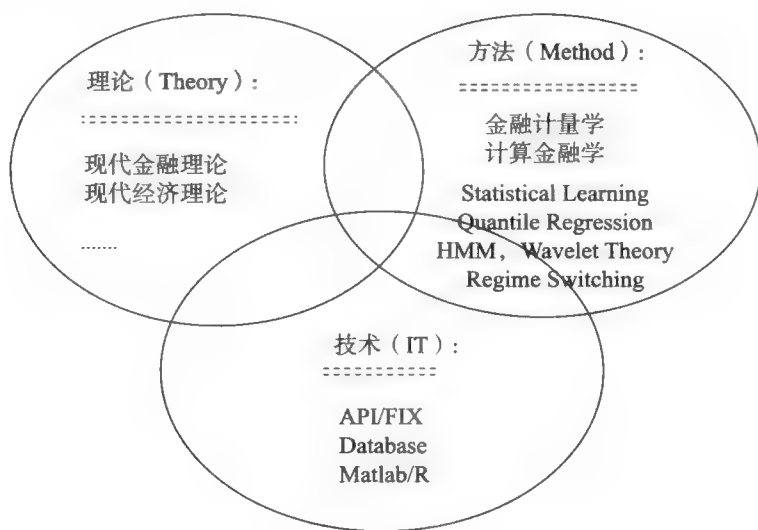 理论（Theory）:
现代金融理论
现代经济理论
......
方法（Method）:
金融计量学
计算金融学
Statistical Learning
Quantile Regression
HMM，Wavelet Theory
Regime Switching
技术（IT）:
API/FIX
Database
Matlab/R